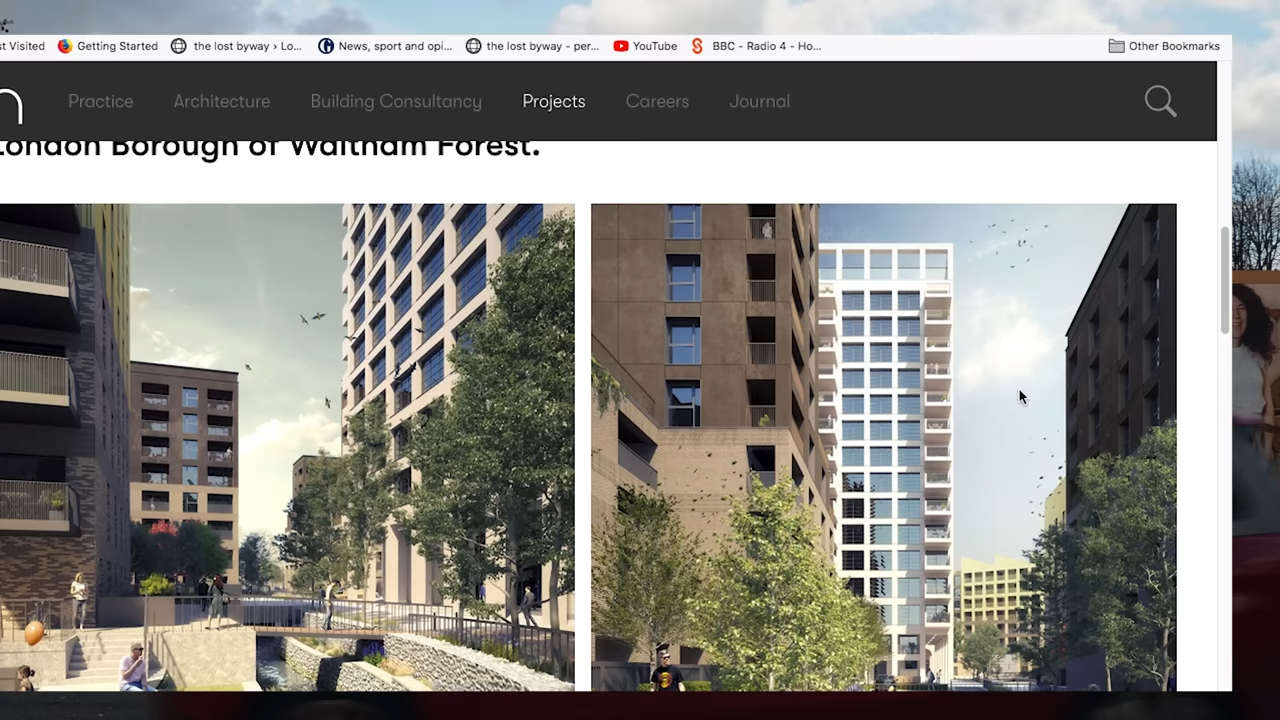 st Visited Getting Started the lost byway › Lo... News, sport and opi... the lost byway - per... YouTube BBC - Radio 4 - Ho... Other Bookmarks
n Practice Architecture Building Consultancy Projects Careers Journal
London Borough of Waltham Forest.